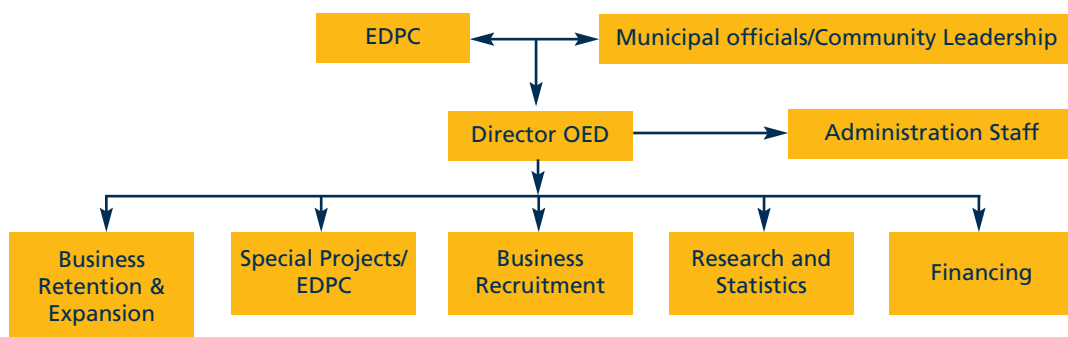 EDPC
Municipal officials/Community Leadership
Director OED
Administration Staff
Business
Retention &
Expansion
Special Projects/
EDPC
Business
Recruitment
Research and
Statistics
Financing